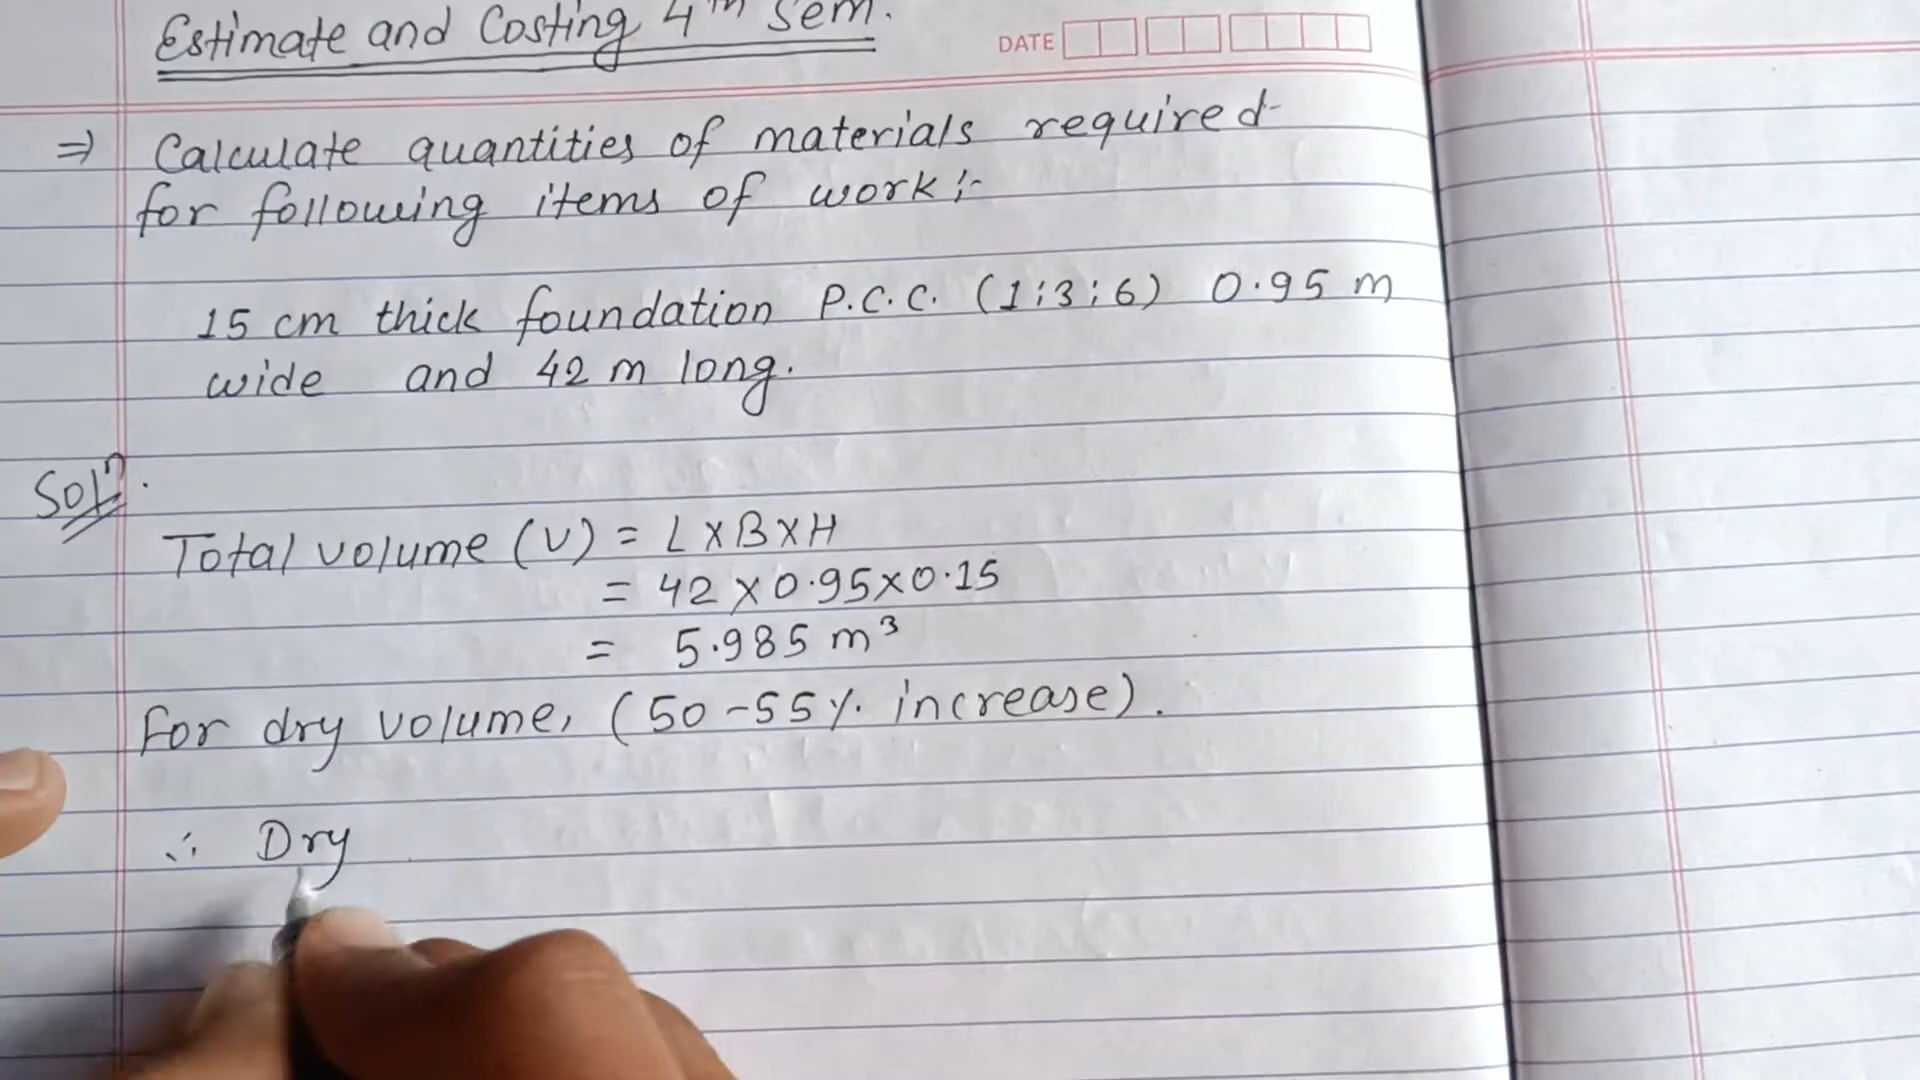 Estimate and Costing 4th Sem.
DATE
⇒ Calculate quantities of materials required
for following items of work :-
15 cm thick foundation P.C.C. (1:3:6) 0.95 m
wide and 42 m long.
Solⁿ.
Total volume (V) = L×B×H
= 42 × 0.95 × 0.15
= 5.985 m³
For dry volume, (50-55% increase).
∴ Dry